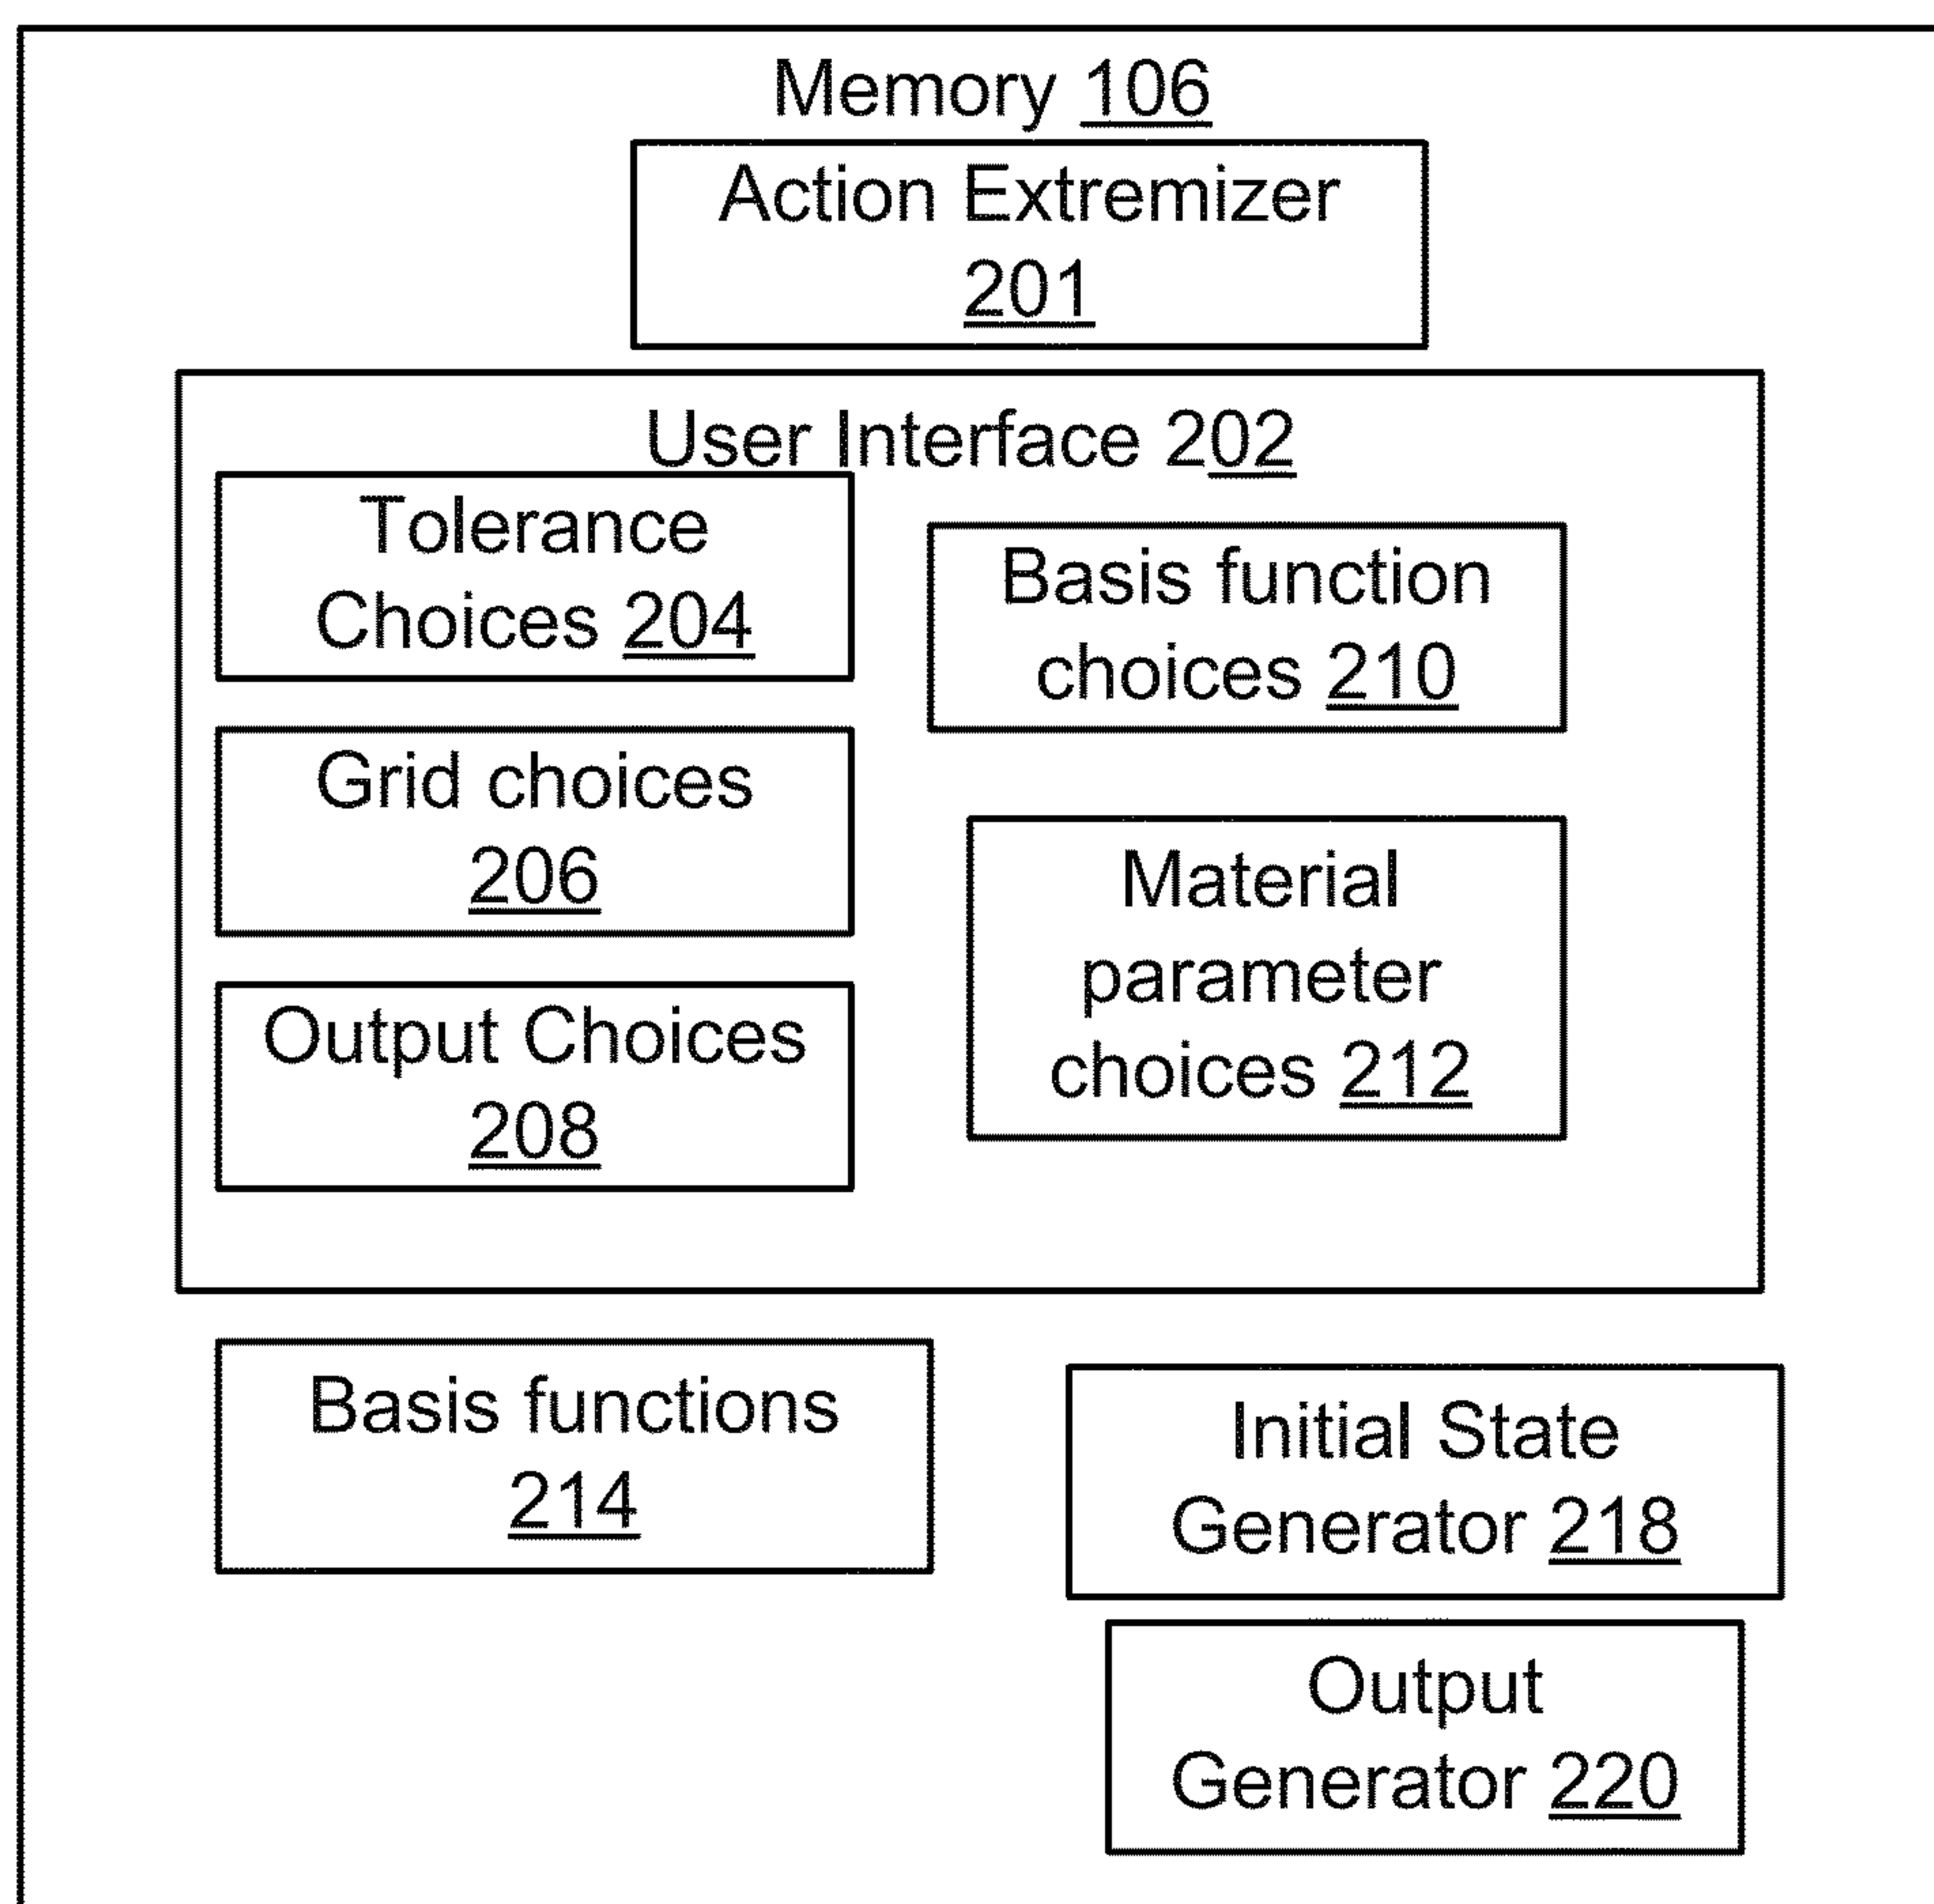 Memory 106
Action Extremizer
201
User Interface 202
Tolerance
Choices 204
Grid choices
206
Output Choices
208
Basis function
choices 210
Material
parameter
choices 212
Basis functions
214
Initial State
Generator 218
Output
Generator 220